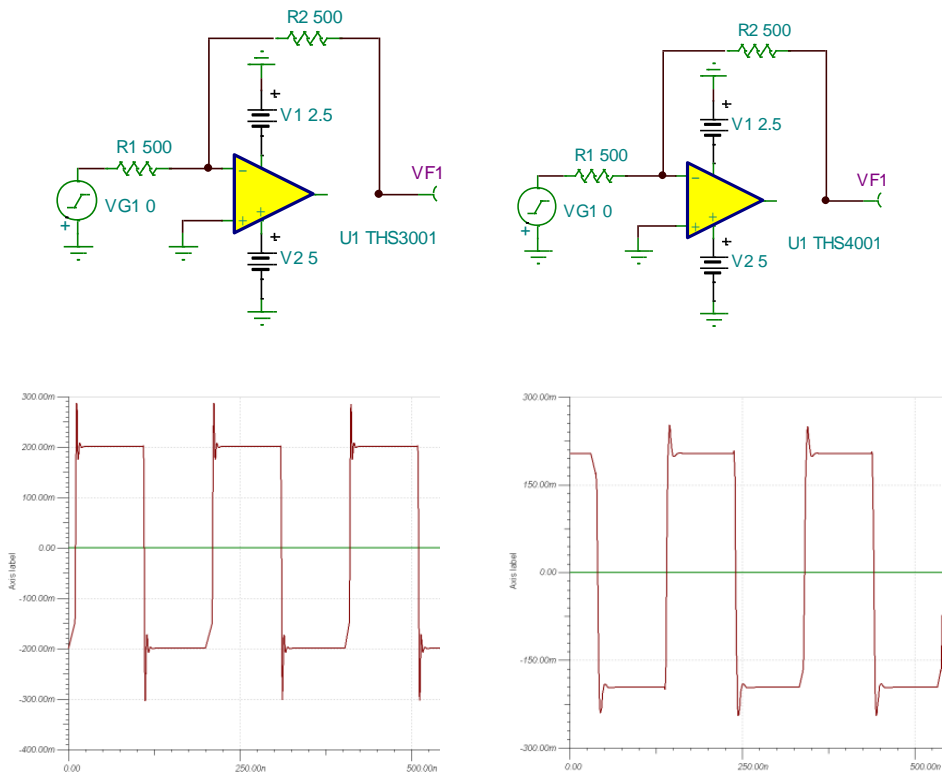 R2 500
V1 2.5
R1 500
VG1 0
VF1
U1 THS3001
V2 5
R2 500
V1 2.5
R1 500
VG1 0
VF1
U1 THS4001
V2 5
300.00m
200.00m
100.00m
0.00
-100.00m
-200.00m
-300.00m
-400.00m
Axis label
0.00
250.00n
500.00n
300.00m
150.00m
0.00
-150.00m
-300.00m
Axis label
0.00
250.00n
500.00n